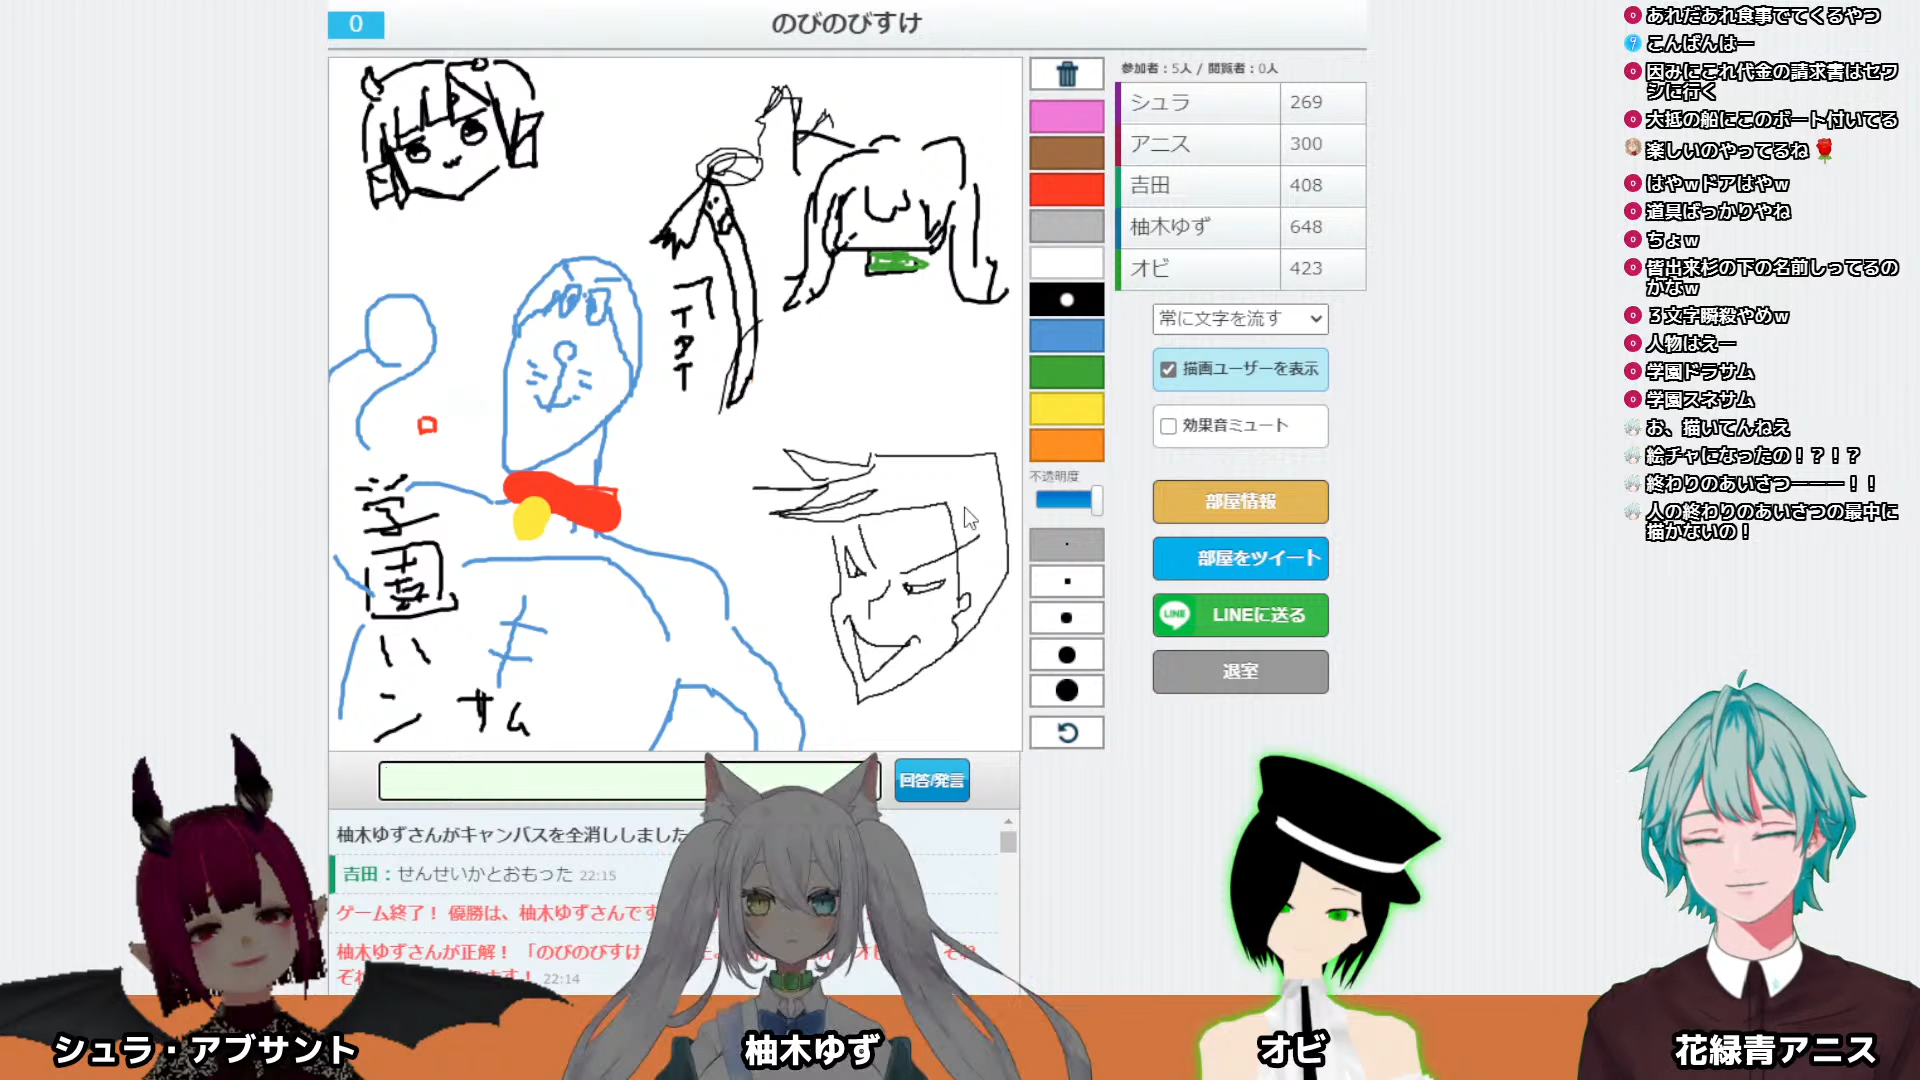 0
のびのびすけ
参加者：5人 / 閲覧者：0人
シュラ 269
アニス 300
吉田 408
柚木ゆず 648
オビ 423
常に文字を流す
描画ユーザーを表示
効果音ミュート
不透明度
部屋情報
部屋をツイート
LINE LINEに送る
退室
イタイ
学園
ハンサム
回答/発言
柚木ゆずさんがキャンバスを全消ししました
吉田：せんせいかとおもった 22:15
ゲーム終了！ 優勝は、柚木ゆずさんです
柚木ゆずさんが正解！ 「のびのびすけ
22:14
あれだあれ食事でてくるやつ
こんばんはー
因みにこれ代金の請求書はセワ
シに行く
大抵の船にこのボート付いてる
楽しいのやってるね🌹
はやｗドアはやｗ
道具ばっかりやね
ちょｗ
皆出来杉の下の名前しってるの
かなｗ
３文字瞬殺やめｗ
人物はえー
学園ドラサム
学園スネサム
お、描いてんねえ
絵チャになったの！？！？
終わりのあいさつーーー！！
人の終わりのあいさつの最中に
描かないの！
シュラ・アブサント
柚木ゆず
オビ
花緑青アニス